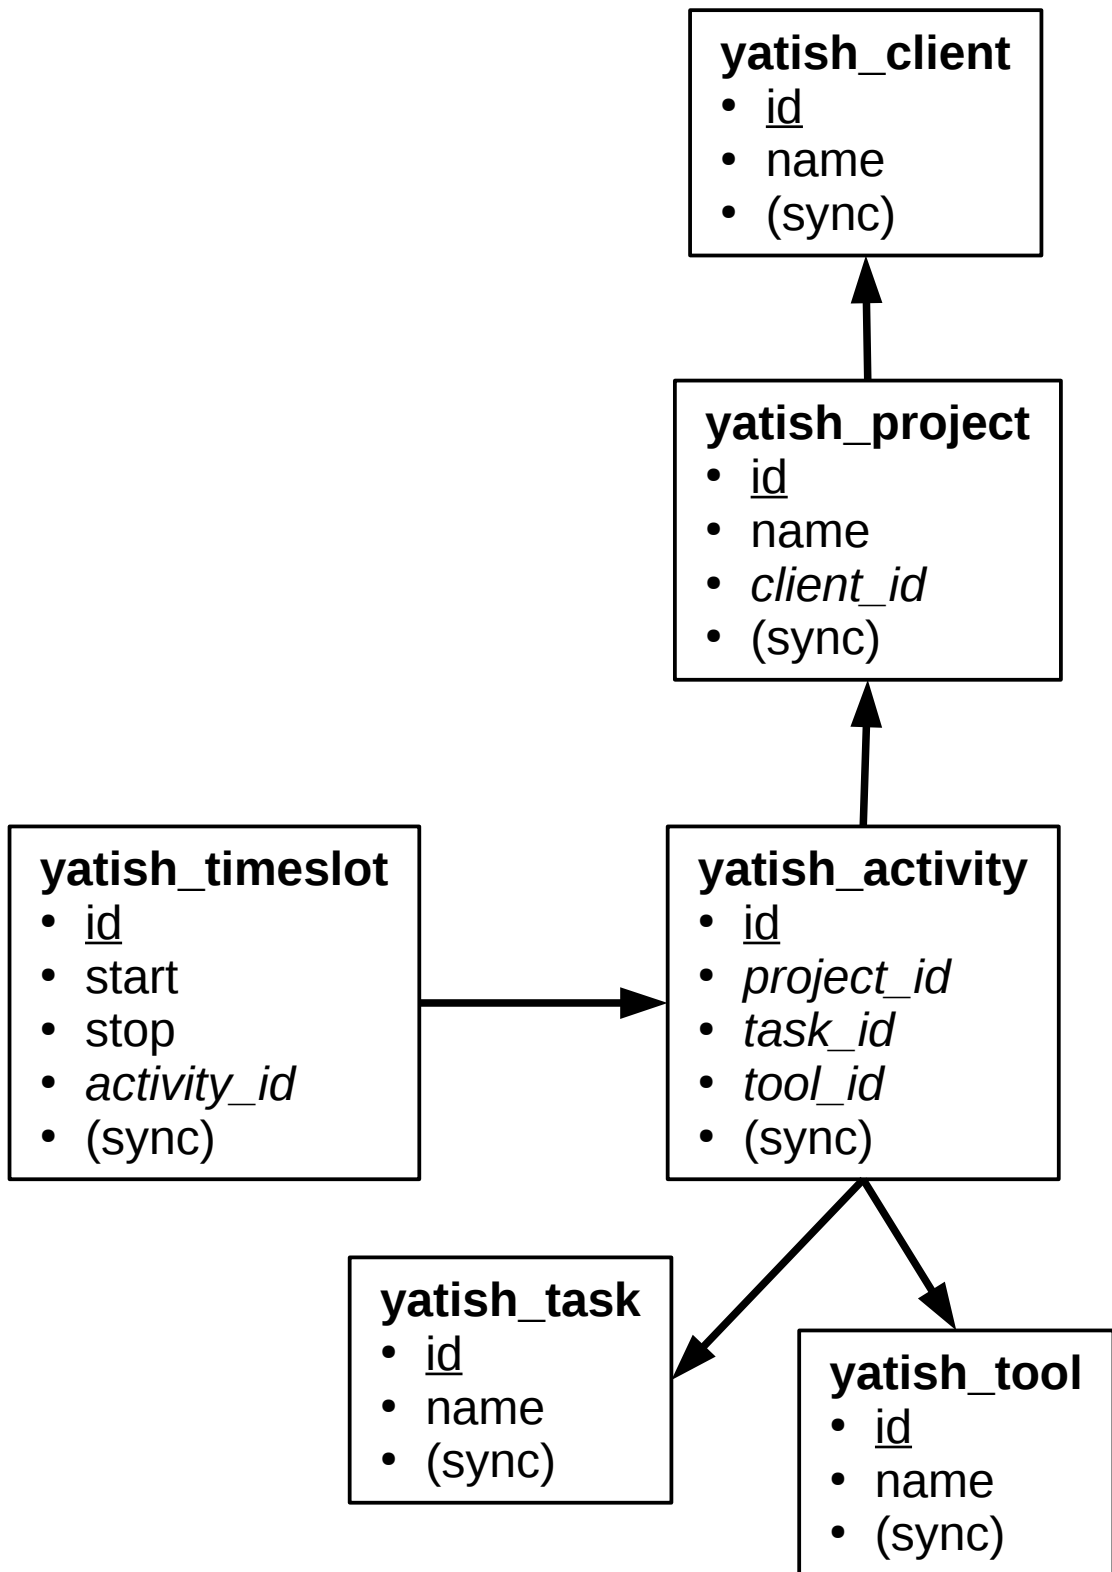 yatish_client
• id
• name
• (sync)
yatish_project
• id
• name
• client_id
• (sync)
yatish_timeslot
• id
• start
• stop
• activity_id
• (sync)
yatish_activity
• id
• project_id
• task_id
• tool_id
• (sync)
yatish_task
• id
• name
• (sync)
yatish_tool
• id
• name
• (sync)